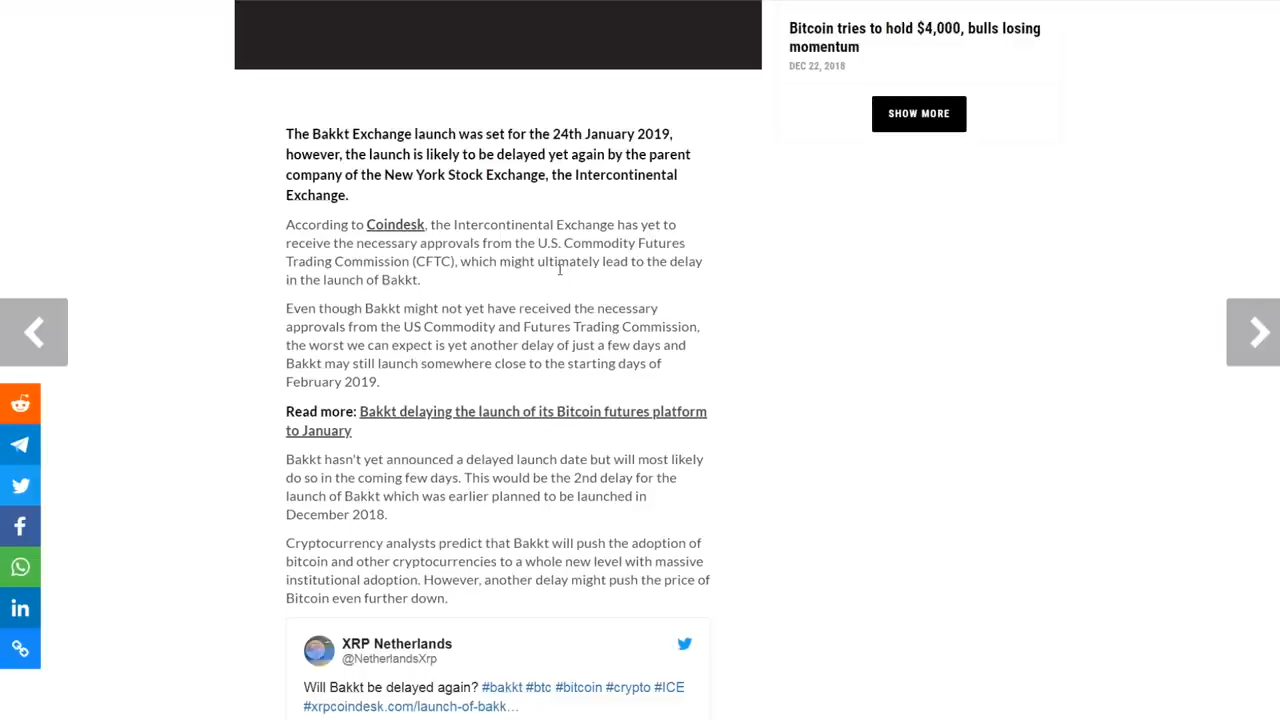 Bitcoin tries to hold $4,000, bulls losing
momentum
DEC 22, 2018
SHOW MORE
The Bakkt Exchange launch was set for the 24th January 2019,
however, the launch is likely to be delayed yet again by the parent
company of the New York Stock Exchange, the Intercontinental
Exchange.
According to Coindesk, the Intercontinental Exchange has yet to
receive the necessary approvals from the U.S. Commodity Futures
Trading Commission (CFTC), which might ultimately lead to the delay
in the launch of Bakkt.
Even though Bakkt might not yet have received the necessary
approvals from the US Commodity and Futures Trading Commission,
the worst we can expect is yet another delay of just a few days and
Bakkt may still launch somewhere close to the starting days of
February 2019.
Read more: Bakkt delaying the launch of its Bitcoin futures platform
to January
Bakkt hasn't yet announced a delayed launch date but will most likely
do so in the coming few days. This would be the 2nd delay for the
launch of Bakkt which was earlier planned to be launched in
December 2018.
Cryptocurrency analysts predict that Bakkt will push the adoption of
bitcoin and other cryptocurrencies to a whole new level with massive
institutional adoption. However, another delay might push the price of
Bitcoin even further down.
XRP Netherlands
@NetherlandsXrp
Will Bakkt be delayed again? #bakkt #btc #bitcoin #crypto #ICE
#xrpcoindesk.com/launch-of-bakk…